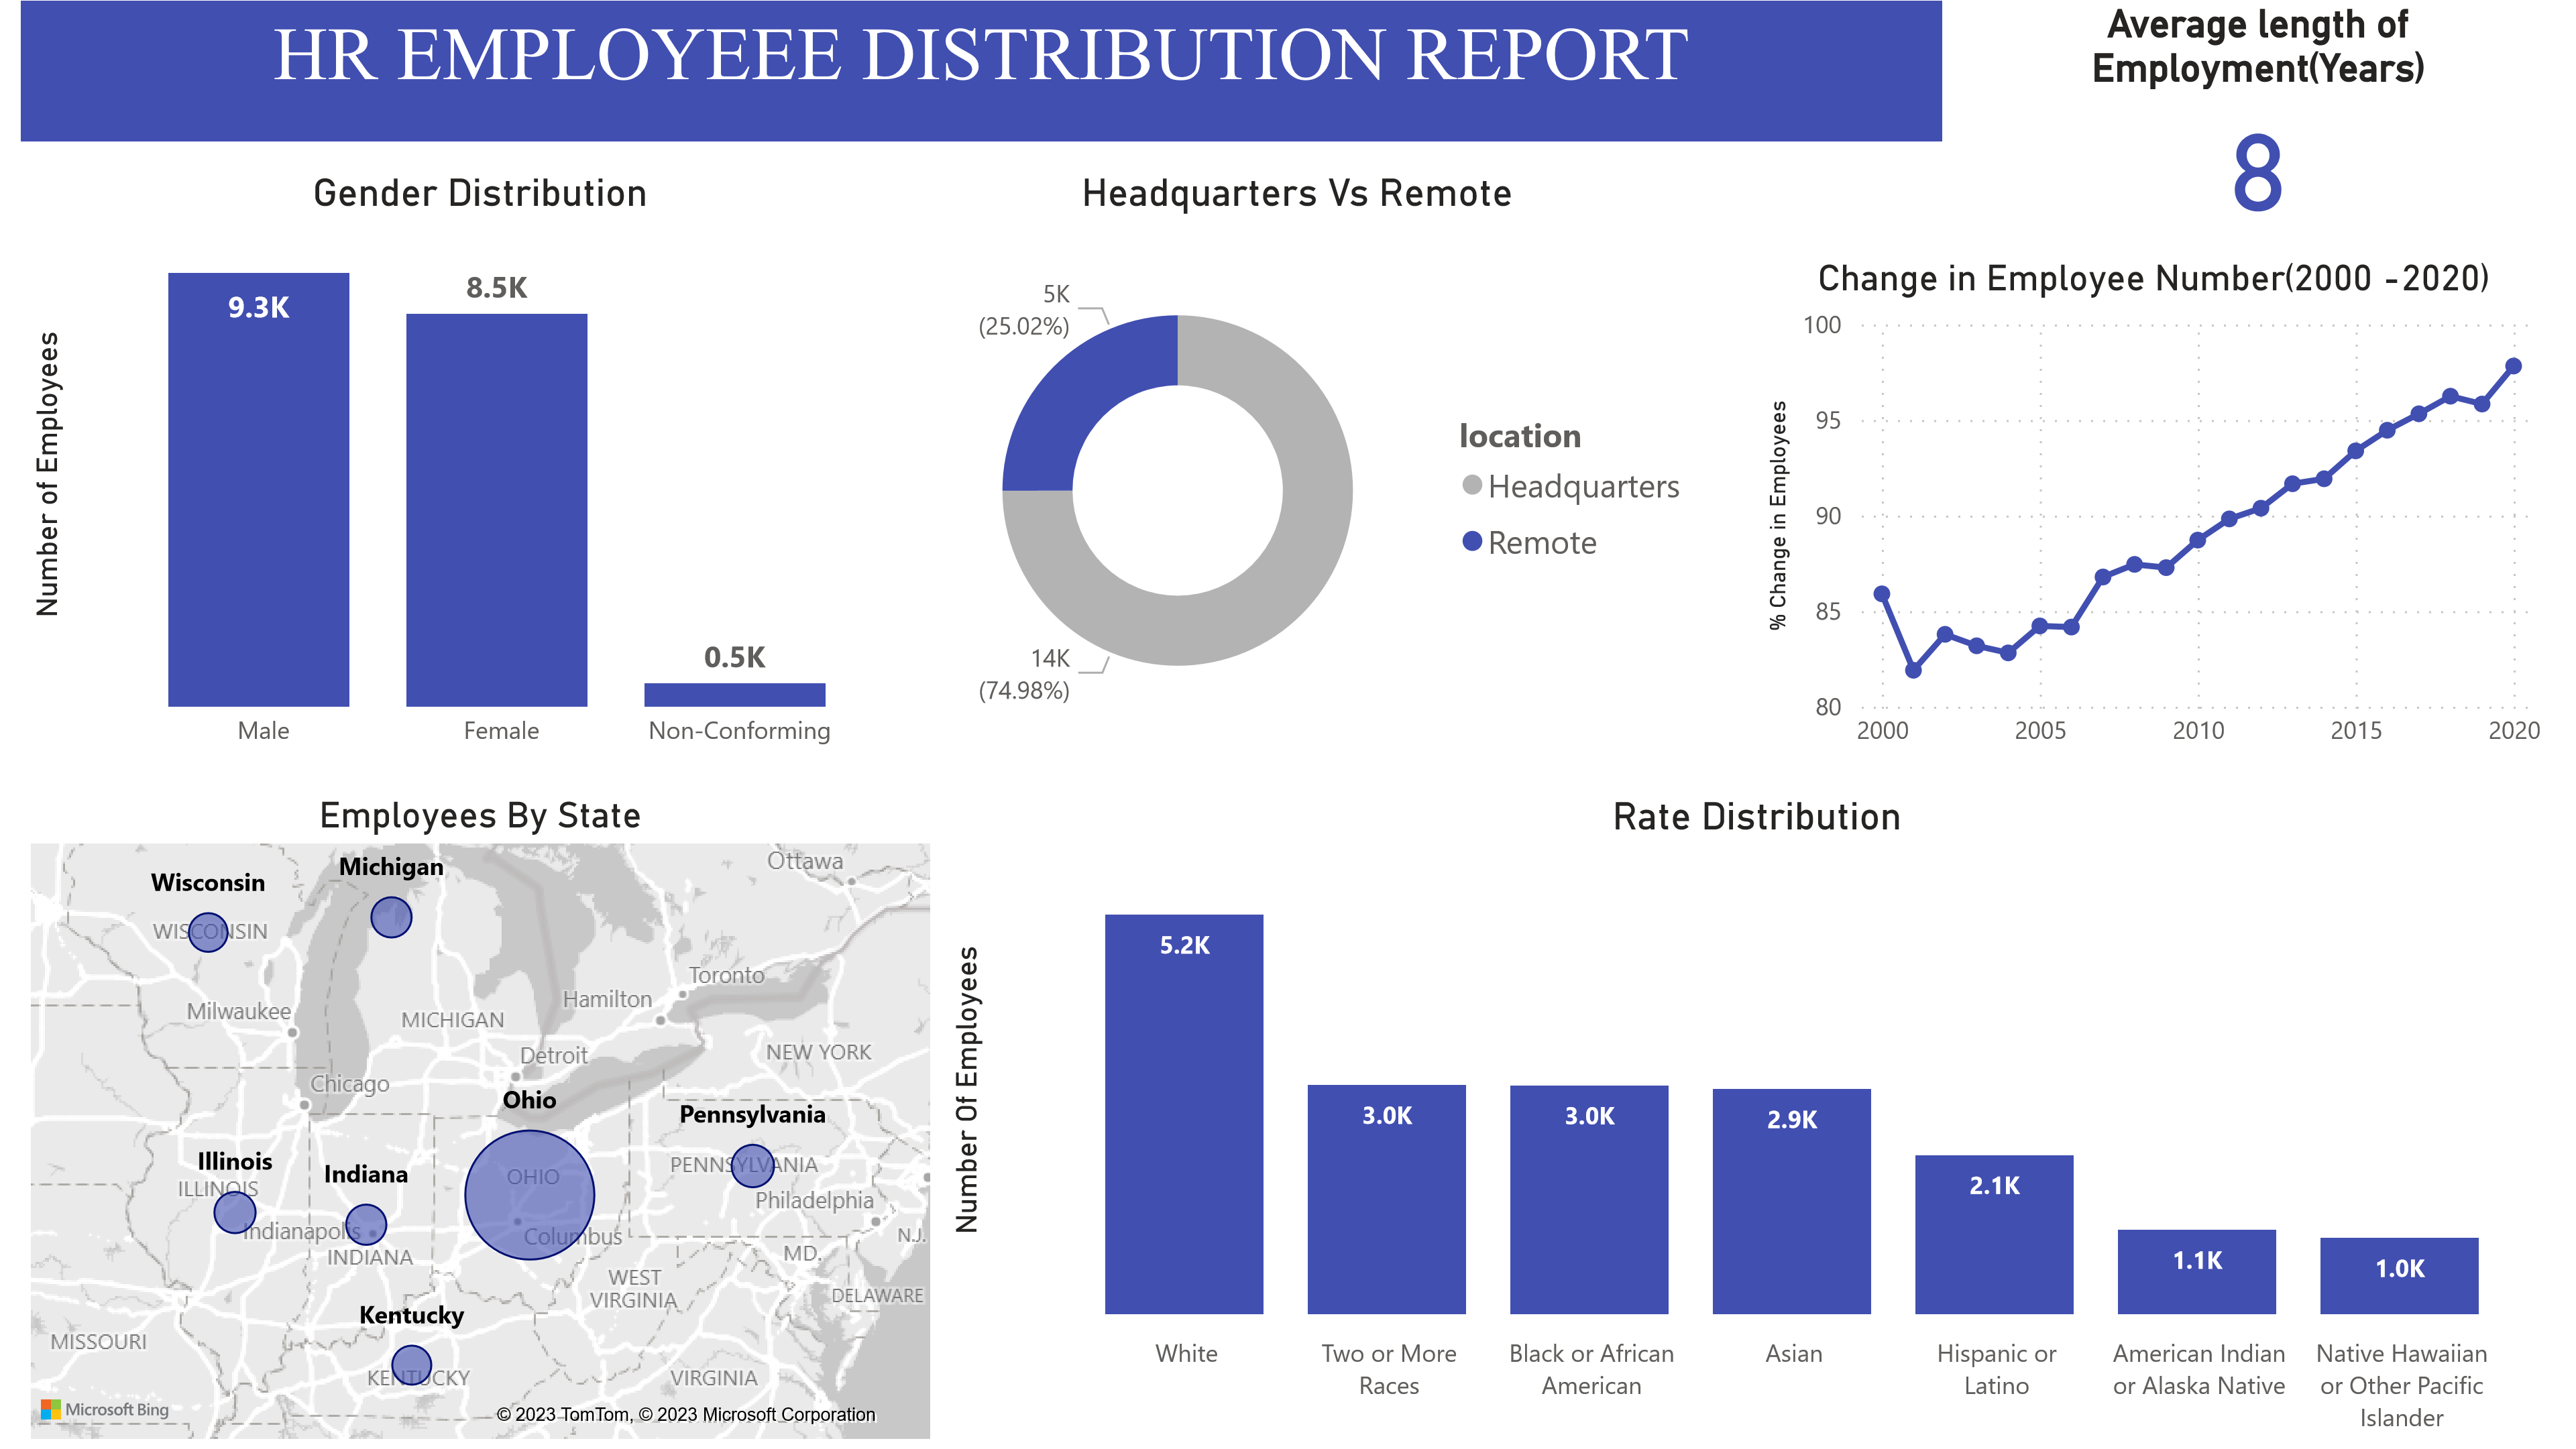 HR EMPLOYEEE DISTRIBUTION REPORT
Average length of
Employment(Years)
8
Gender Distribution
Number of Employees
9.3K
8.5K
0.5K
Male
Female
Non-Conforming
Headquarters Vs Remote
5K
(25.02%)
14K
(74.98%)
location
Headquarters
Remote
Change in Employee Number(2000 -2020)
% Change in Employees
100
95
90
85
80
2000
2005
2010
2015
2020
Employees By State
Ottawa
Michigan
Wisconsin
WISCONSIN
Toronto
Hamilton
Milwaukee
MICHIGAN
NEW YORK
Detroit
Chicago
Ohio
Pennsylvania
Illinois
PENNSYLVANIA
Indiana
OHIO
ILLINOIS
Philadelphia
Indianapolis
Columbus
N.J.
MD.
INDIANA
WEST
VIRGINIA
DELAWARE
Kentucky
MISSOURI
KENTUCKY
VIRGINIA
Microsoft Bing
© 2023 TomTom, © 2023 Microsoft Corporation
Rate Distribution
Number Of Employees
5.2K
3.0K
3.0K
2.9K
2.1K
1.1K
1.0K
White
Two or More
Races
Black or African
American
Asian
Hispanic or
Latino
American Indian
or Alaska Native
Native Hawaiian
or Other Pacific
Islander